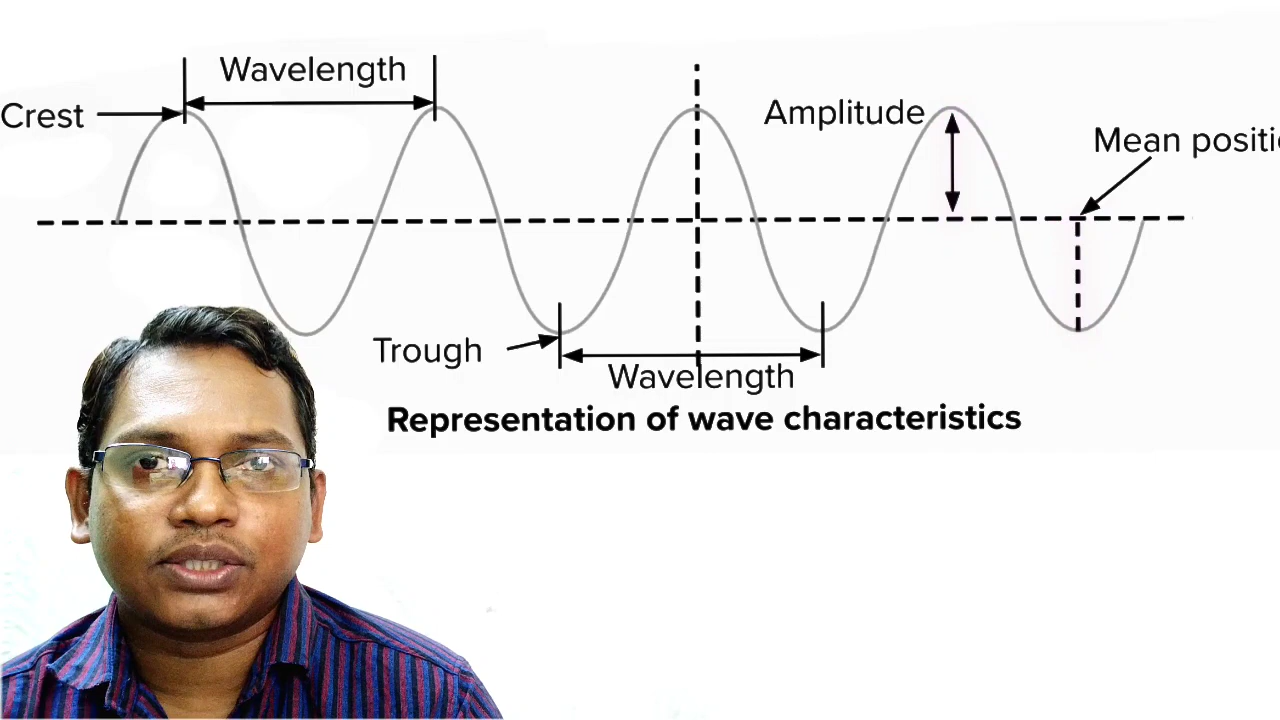 Wavelength
Crest
Amplitude
Mean positi
Trough
Wavelength
Representation of wave characteristics